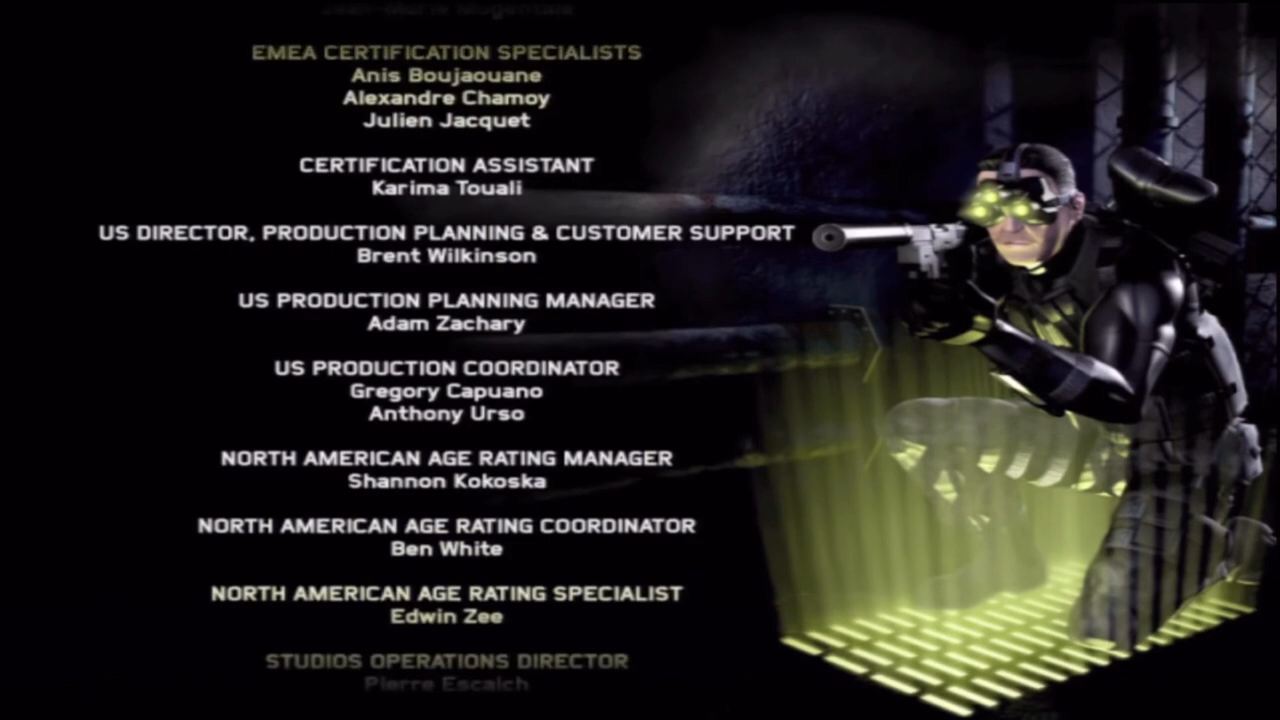 EMEA CERTIFICATION SPECIALISTS
Anis Boujaouane
Alexandre Chamoy
Julien Jacquet
CERTIFICATION ASSISTANT
Karima Touali
US DIRECTOR, PRODUCTION PLANNING & CUSTOMER SUPPORT
Brent Wilkinson
US PRODUCTION PLANNING MANAGER
Adam Zachary
US PRODUCTION COORDINATOR
Gregory Capuano
Anthony Urso
NORTH AMERICAN AGE RATING MANAGER
Shannon Kokoska
NORTH AMERICAN AGE RATING COORDINATOR
Ben White
NORTH AMERICAN AGE RATING SPECIALIST
Edwin Zee
STUDIOS OPERATIONS DIRECTOR
Pierre Escaich